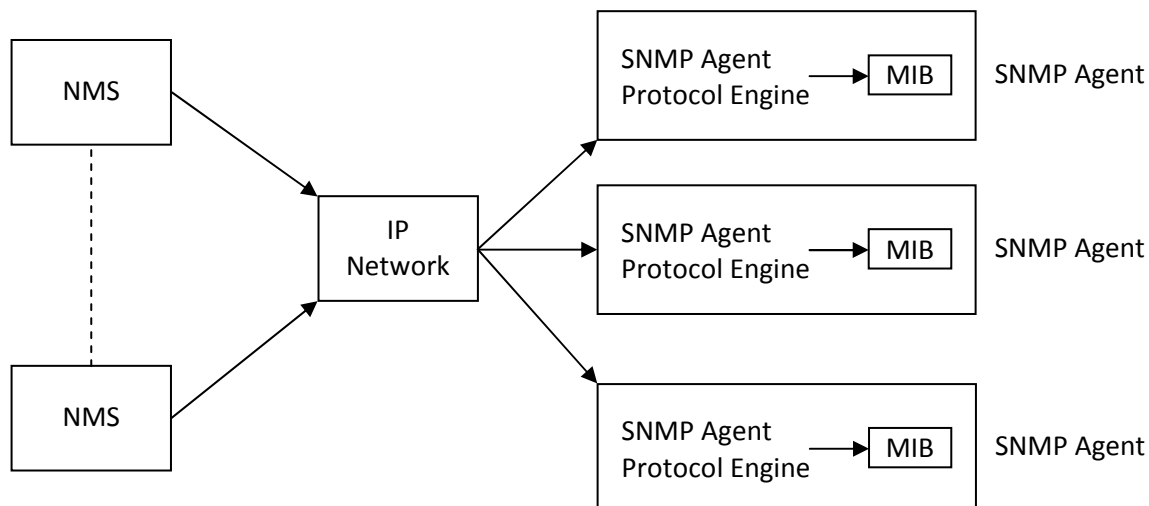 NMS
NMS
IP
Network
SNMP Agent
Protocol Engine
MIB
SNMP Agent
SNMP Agent
Protocol Engine
MIB
SNMP Agent
SNMP Agent
Protocol Engine
MIB
SNMP Agent